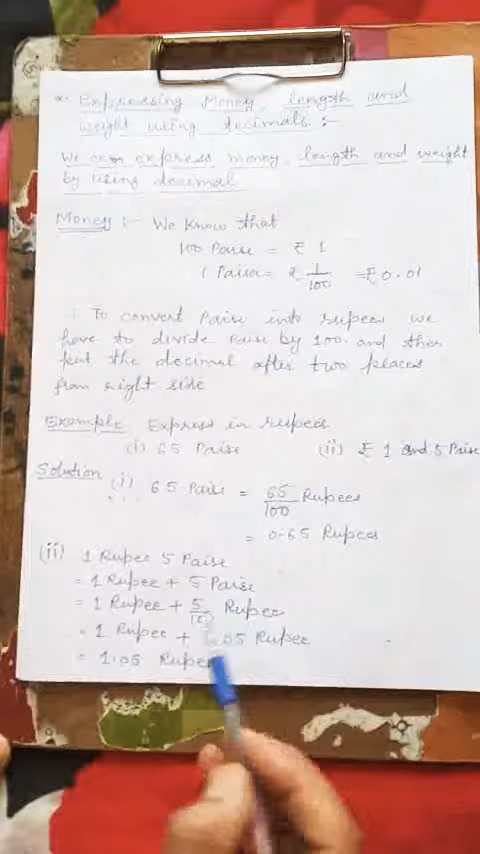 * Expressing Money, length and
weight using decimals :-
We can express money, length and weight
by using decimal
Money :- We know that
100 Paise = ₹ 1
1 Paisa = ₹ 1/100 = ₹ 0.01
∴ To convert Paise into rupees we
have to divide Paise by 100. and then
put the decimal after two places
from right side
Example. Express in rupees
(i) 65 Paise (ii) ₹ 1 and 5 Paise
Solution (i) 65 Paise = 65/100 Rupees
= 0.65 Rupees
(ii) 1 Rupee 5 Paise
= 1 Rupee + 5 Paise
= 1 Rupee + 5/100 Rupee
= 1 Rupee + .05 Rupee
= 1.05 Rupee